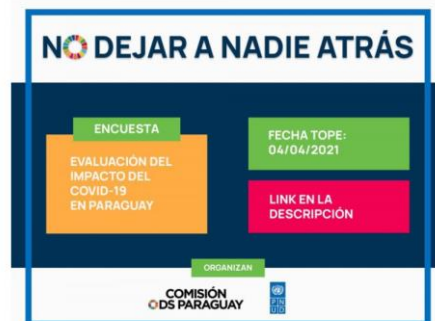 NO DEJAR A NADIE ATRÁS
ENCUESTA
EVALUACIÓN DEL
IMPACTO DEL
COVID-19
EN PARAGUAY
FECHA TOPE:
04/04/2021
LINK EN LA
DESCRIPCIÓN
ORGANIZAN
COMISIÓN
ODS PARAGUAY
P N
U D